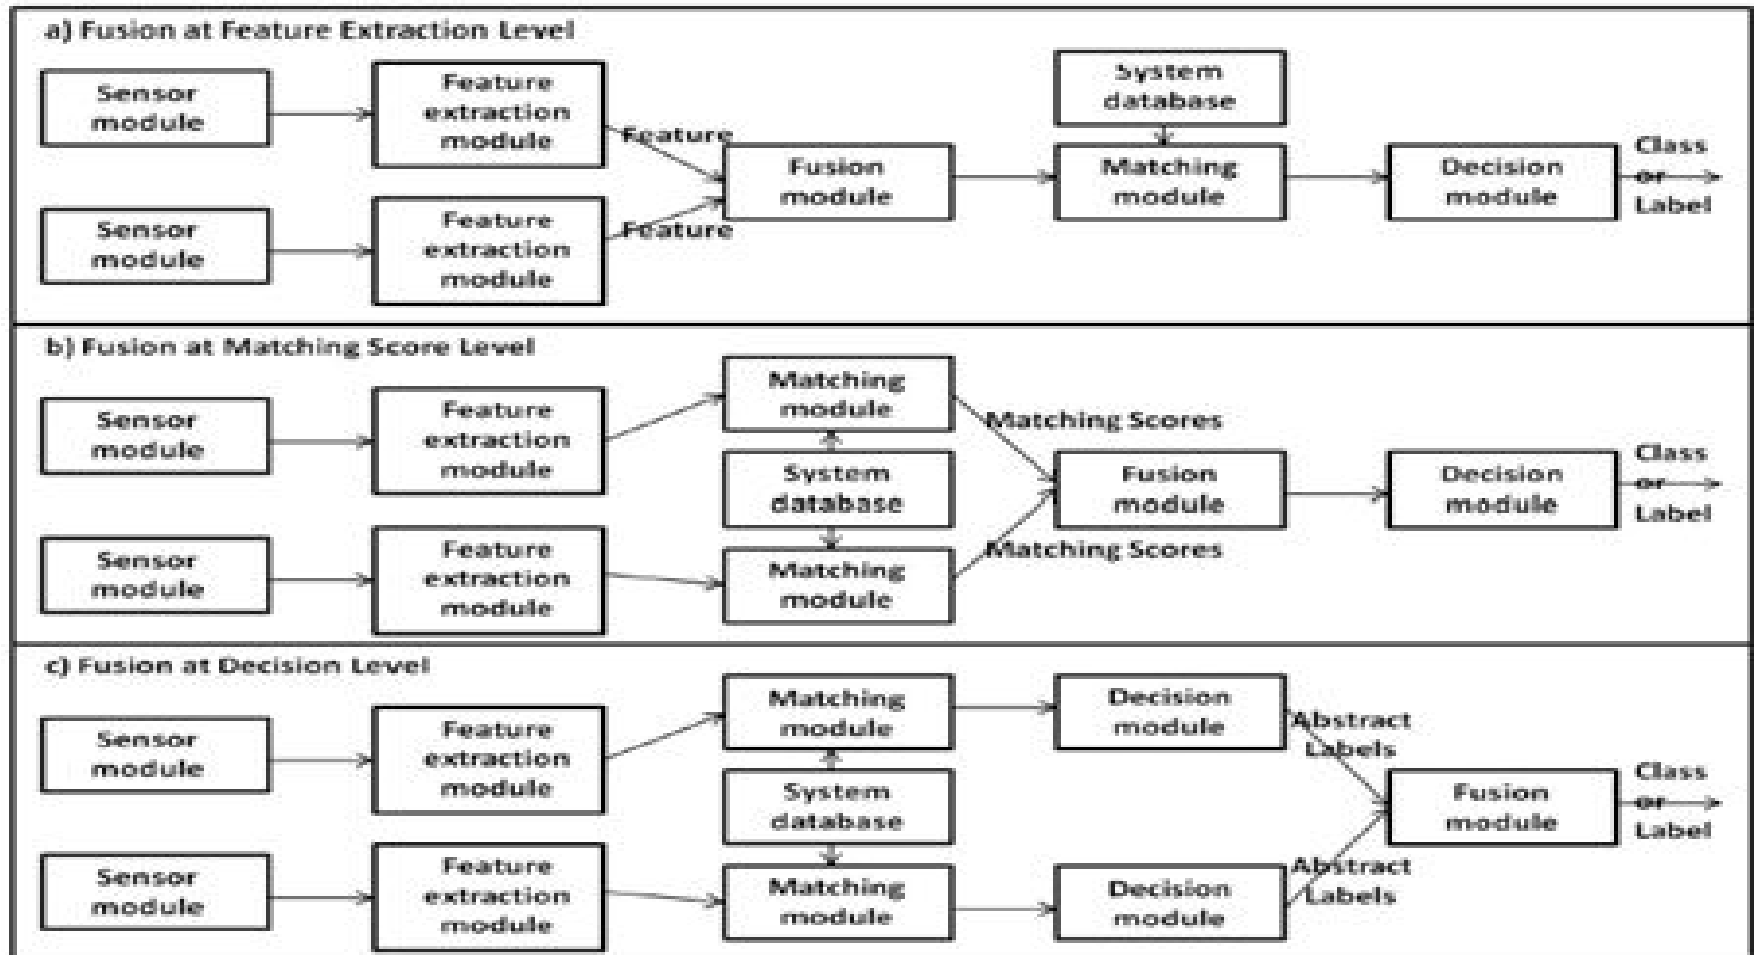 a) Fusion at Feature Extraction Level
Sensor
module
Feature
extraction
module
Feature
Sensor
module
Feature
extraction
module
Feature
Fusion
module
System
database
Matching
module
Decision
module
Class
or
Label
b) Fusion at Matching Score Level
Sensor
module
Feature
extraction
module
Matching
module
Matching Scores
System
database
Sensor
module
Feature
extraction
module
Matching
module
Matching Scores
Fusion
module
Decision
module
Class
or
Label
c) Fusion at Decision Level
Sensor
module
Feature
extraction
module
Matching
module
Decision
module
Abstract
Labels
System
database
Sensor
module
Feature
extraction
module
Matching
module
Decision
module
Abstract
Labels
Fusion
module
Class
or
Label